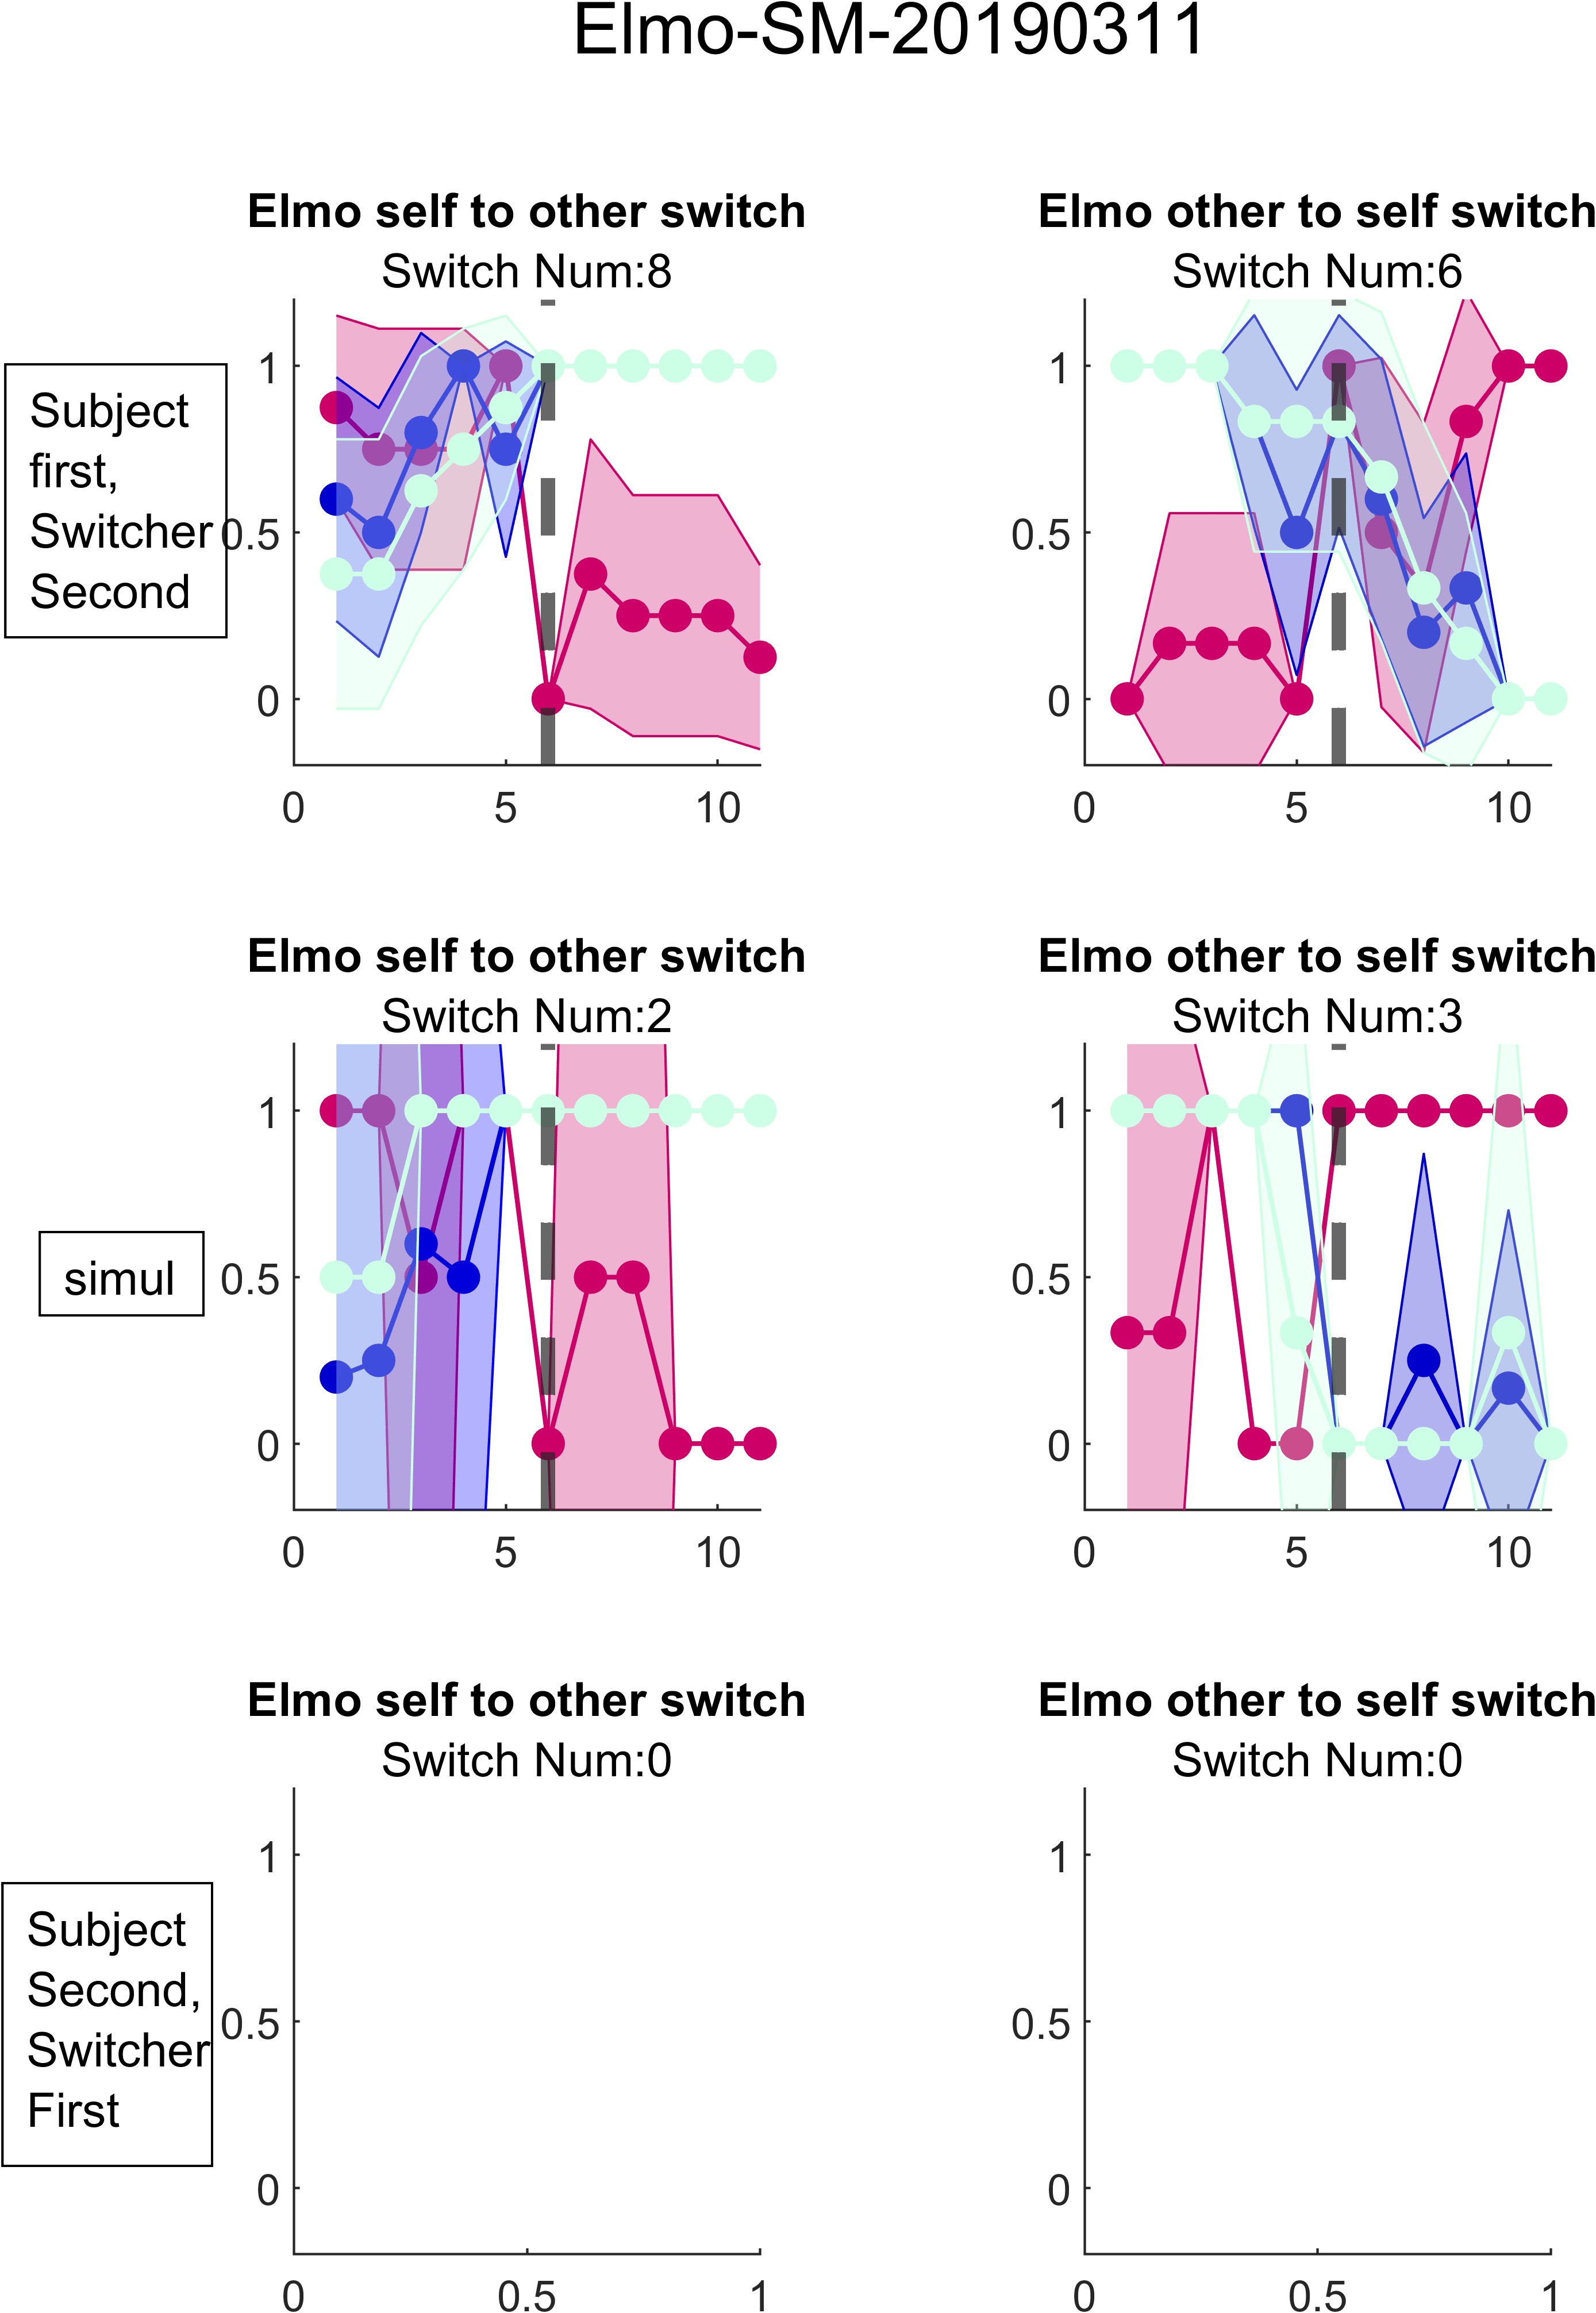 Elmo-SM-20190311
Elmo self to other switch
Switch Num:8
Elmo other to self switch
Switch Num:6
Subject
first,
Switcher
Second
1
0.5
0
0 5 10
1
0.5
0
0 5 10
Elmo self to other switch
Switch Num:2
Elmo other to self switch
Switch Num:3
simul
1
0.5
0
0 5 10
1
0.5
0
0 5 10
Elmo self to other switch
Switch Num:0
Elmo other to self switch
Switch Num:0
Subject
Second,
Switcher
First
1
0.5
0
0 0.5 1
1
0.5
0
0 0.5 1